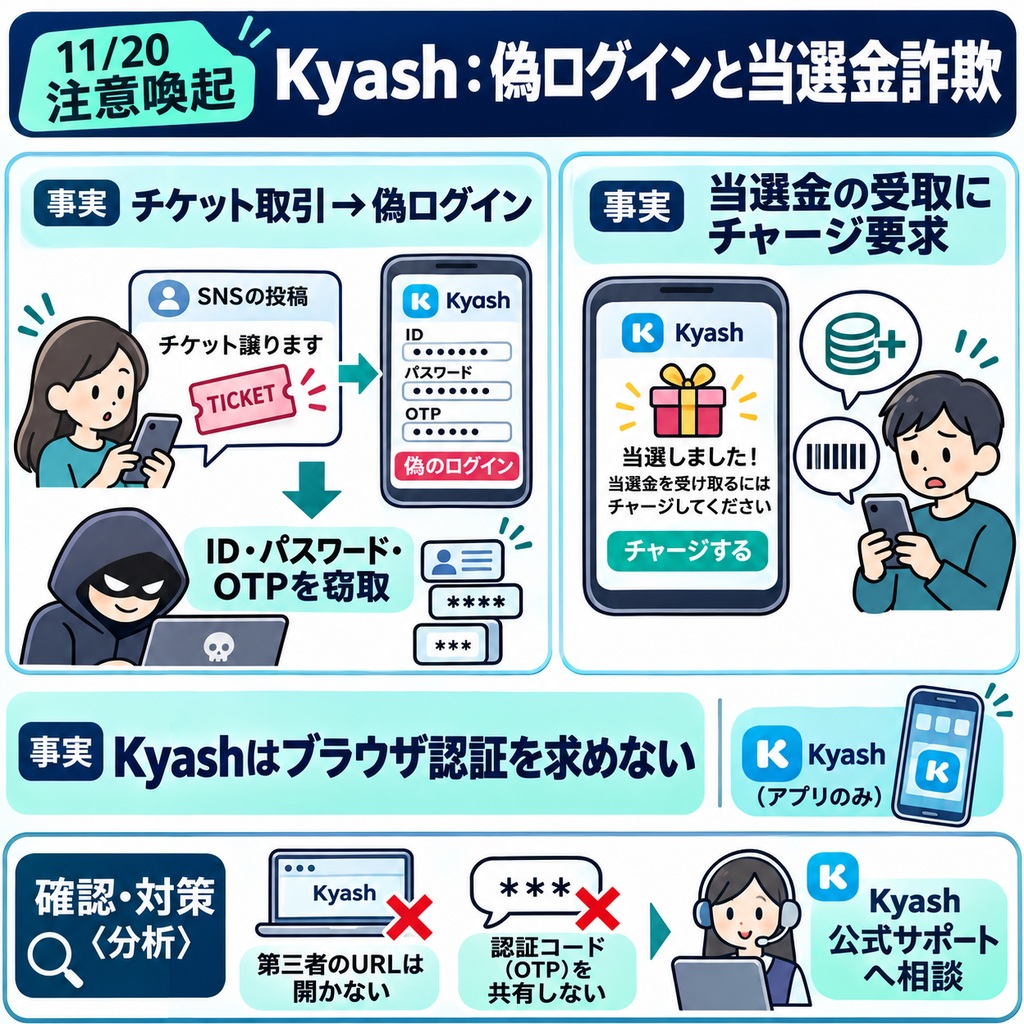 11/20
注意喚起
Kyash：偽ログインと当選金詐欺
事実 チケット取引→偽ログイン
SNSの投稿
チケット譲ります
TICKET
K Kyash
ID
•••••••
パスワード
•••••••
OTP
••••••
偽のログイン
ID・パスワード・
OTPを窃取
****
***
事実 当選金の受取に
チャージ要求
K Kyash
当選しました！
当選金を受け取るには
チャージしてください
チャージする
事実 Kyashはブラウザ認証を求めない
K Kyash
（アプリのみ）
K
確認・対策
〈分析〉
Kyash
第三者のURLは
開かない
***
認証コード
（OTP）を
共有しない
K
Kyash
公式サポート
へ相談